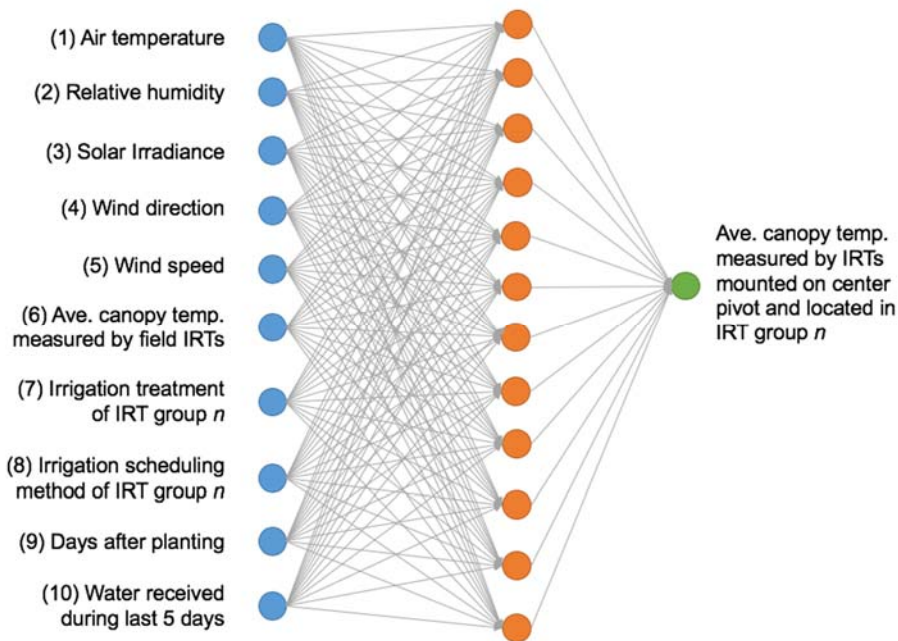 (1) Air temperature
(2) Relative humidity
(3) Solar Irradiance
(4) Wind direction
(5) Wind speed
(6) Ave. canopy temp.
measured by field IRTs
(7) Irrigation treatment
of IRT group n
(8) Irrigation scheduling
method of IRT group n
(9) Days after planting
(10) Water received
during last 5 days
Ave. canopy temp.
measured by IRTs
mounted on center
pivot and located in
IRT group n